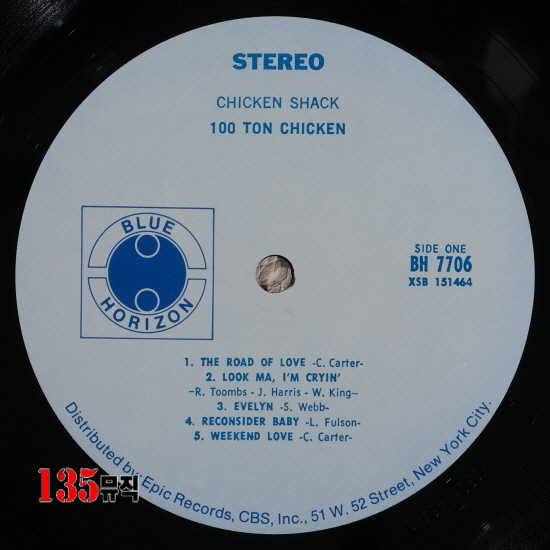 STEREO
CHICKEN SHACK
100 TON CHICKEN
BLUE
HORIZON
SIDE ONE
BH 7706
XSB 151464
1. THE ROAD OF LOVE -C. Carter-
2. LOOK MA, I'M CRYIN'
-R. Toombs - J. Harris - W. King-
3. EVELYN -S. Webb-
4. RECONSIDER BABY -L. Fulson-
5. WEEKEND LOVE -C. Carter-
Distributed by: Epic Records, CBS, Inc., 51 W. 52 Street, New York City.
135뮤직